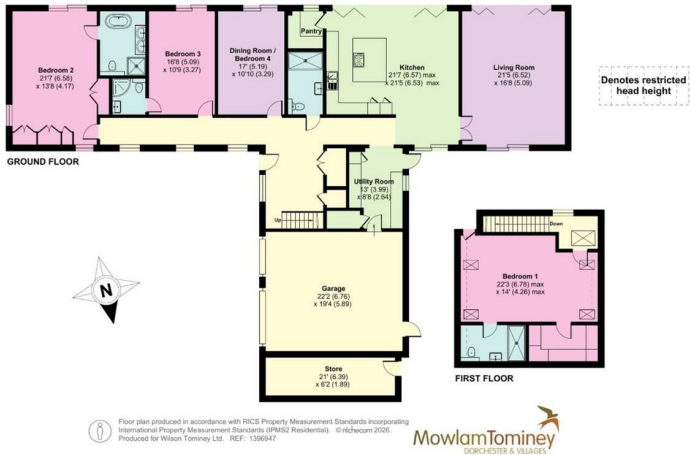 Bedroom 2
21'7 (6.58)
x 13'8 (4.17)
Bedroom 3
16'8 (5.09)
x 10'9 (3.27)
Dining Room /
Bedroom 4
17' (5.19)
x 10'10 (3.29)
Pantry
Kitchen
21'7 (6.57) max
x 21'5 (6.53) max
Living Room
21'5 (6.52)
x 16'8 (5.09)
Denotes restricted
head height
GROUND FLOOR
Utility Room
13' (3.99)
x 8'8 (2.64)
Up
Garage
22'2 (6.76)
x 19'4 (5.89)
Store
21' (6.39)
x 6'2 (1.89)
N
Down
Bedroom 1
22'3 (6.78) max
x 14' (4.26) max
FIRST FLOOR
Floor plan produced in accordance with RICS Property Measurement Standards incorporating
International Property Measurement Standards (IPMS2 Residential). © nichecom 2026.
Produced for Wilson Tominey Ltd. REF: 1396947
MowlamTominey
DORCHESTER & VILLAGES